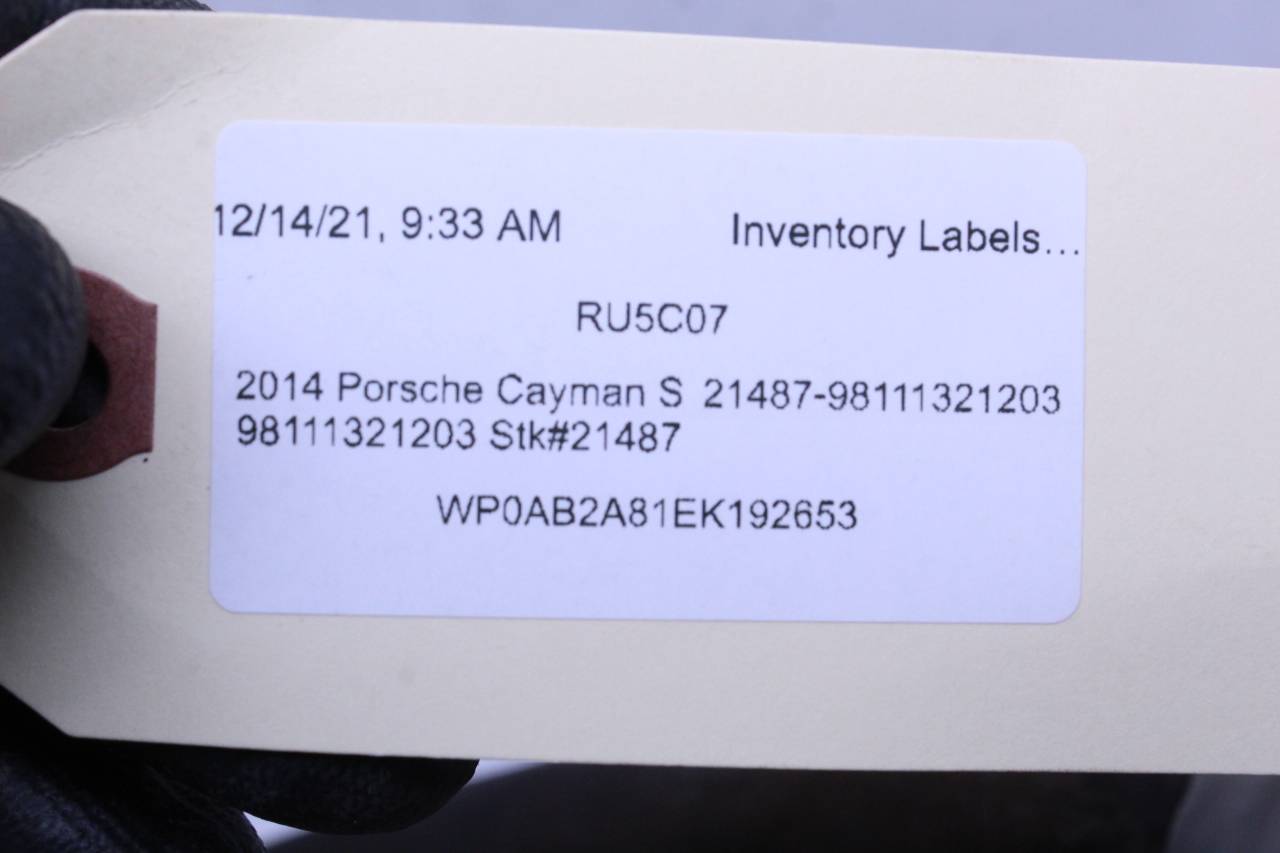 12/14/21, 9:33 AM Inventory Labels...
RU5C07
2014 Porsche Cayman S 21487-98111321203
98111321203 Stk#21487
WP0AB2A81EK192653